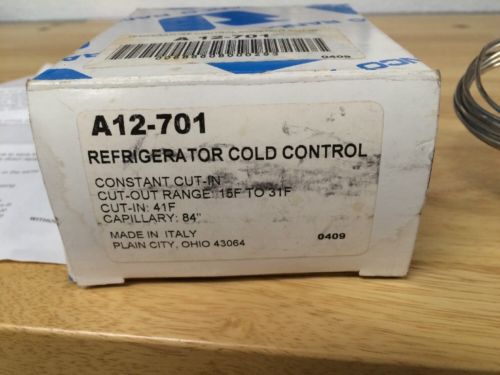 A-12-701
0409
A12-701
REFRIGERATOR COLD CONTROL
CONSTANT CUT-IN
CUT-OUT RANGE: 15F TO 31F
CUT-IN: 41F
CAPILLARY: 84"
MADE IN ITALY
PLAIN CITY, OHIO 43064
0409